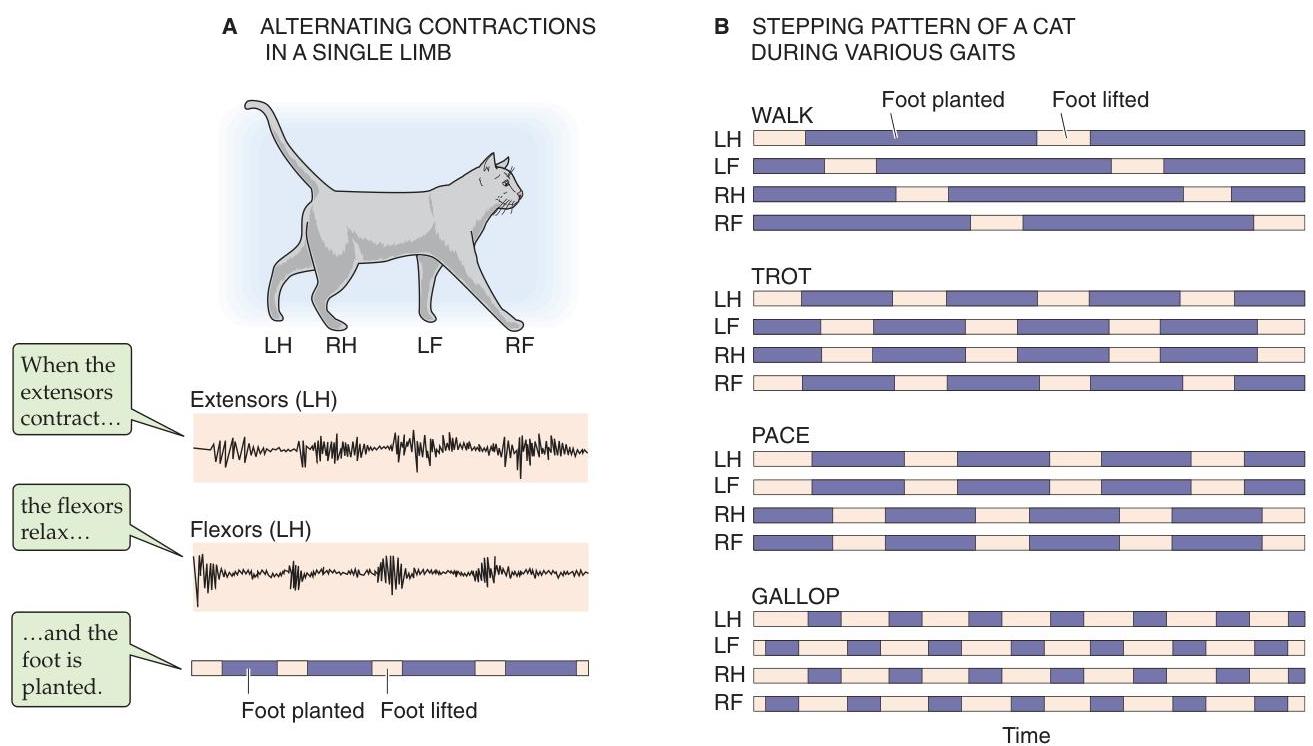 A ALTERNATING CONTRACTIONS
IN A SINGLE LIMB
LH RH LF RF
When the
extensors
contract…
Extensors (LH)
the flexors
relax…
Flexors (LH)
…and the
foot is
planted.
Foot planted Foot lifted
B STEPPING PATTERN OF A CAT
DURING VARIOUS GAITS
Foot planted Foot lifted
WALK
LH
LF
RH
RF
TROT
LH
LF
RH
RF
PACE
LH
LF
RH
RF
GALLOP
LH
LF
RH
RF
Time